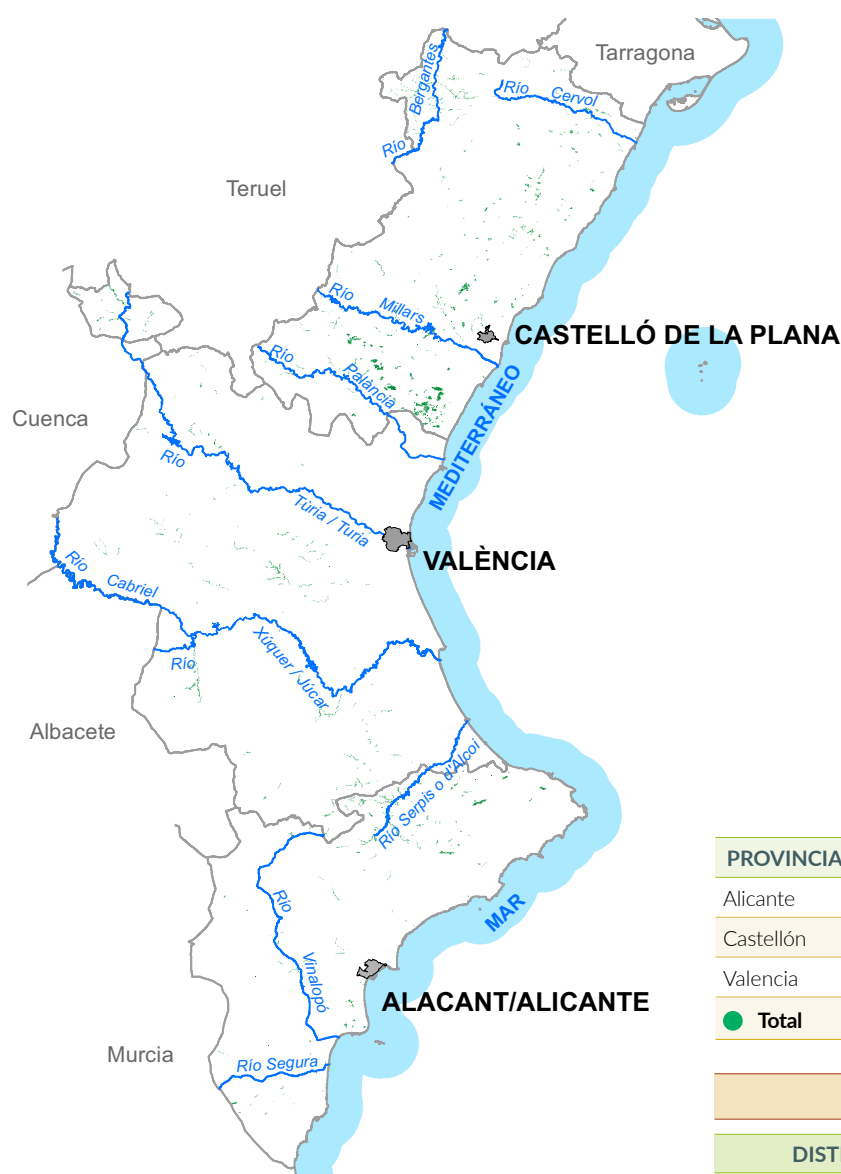 Tarragona
Río Bergantes
Río Cervol
Teruel
Río Millars
CASTELLÓ DE LA PLANA
Río Palància
MEDITERRÁNEO
Cuenca
Río Túria / Turia
VALÈNCIA
Río Cabriel
Río Xúquer / Júcar
Albacete
Río Serpis o d'Alcoi
Río Vinalopó
MAR
ALACANT/ALICANTE
Murcia
Río Segura
PROVINCIA
Alicante
Castellón
Valencia
Total
DIST